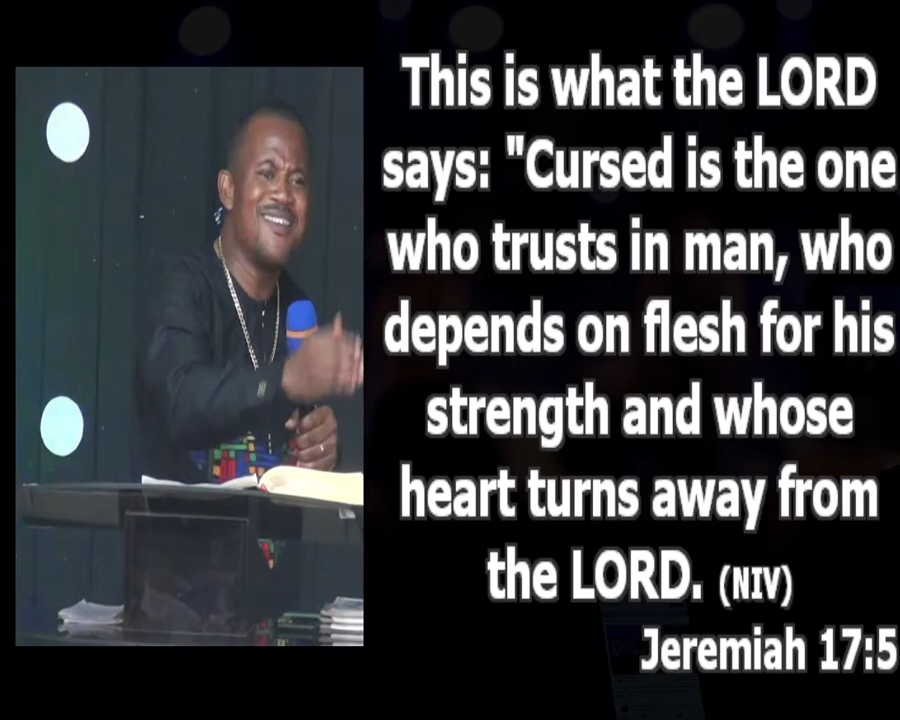 This is what the LORD
says: "Cursed is the one
who trusts in man, who
depends on flesh for his
strength and whose
heart turns away from
the LORD. (NIV)
Jeremiah 17:5